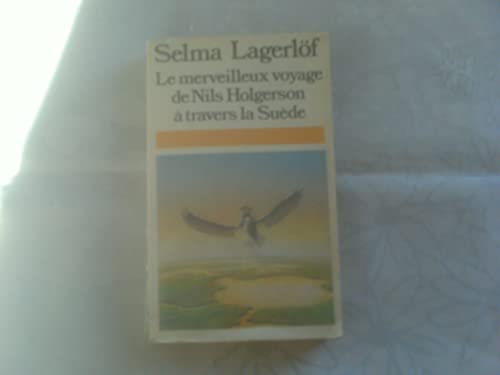 Selma Lagerlöf
Le merveilleux voyage
de Nils Holgerson
à travers la Suède